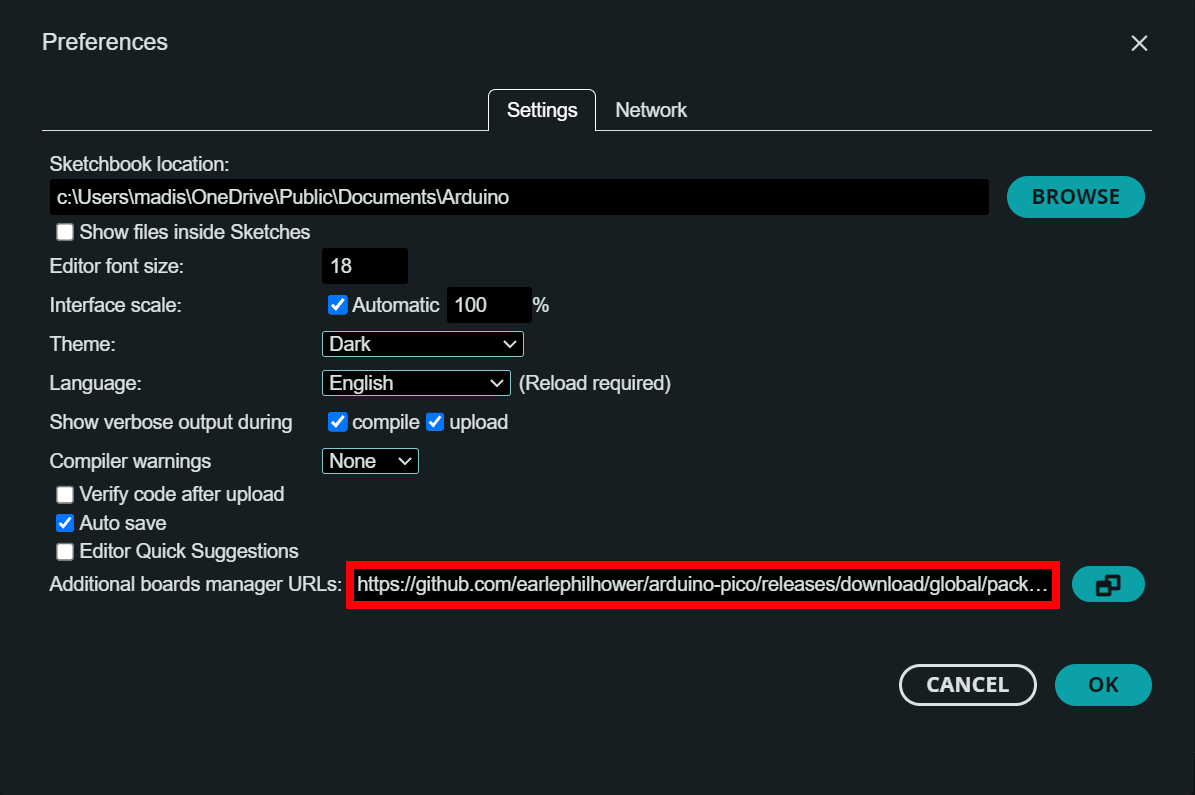 Preferences
Settings Network
Sketchbook location:
c:\Users\madis\OneDrive\Public\Documents\Arduino BROWSE
Show files inside Sketches
Editor font size: 18
Interface scale: Automatic 100 %
Theme: Dark
Language: English (Reload required)
Show verbose output during compile upload
Compiler warnings None
Verify code after upload
Auto save
Editor Quick Suggestions
Additional boards manager URLs: https://github.com/earlephilhower/arduino-pico/releases/download/global/pack…
CANCEL OK